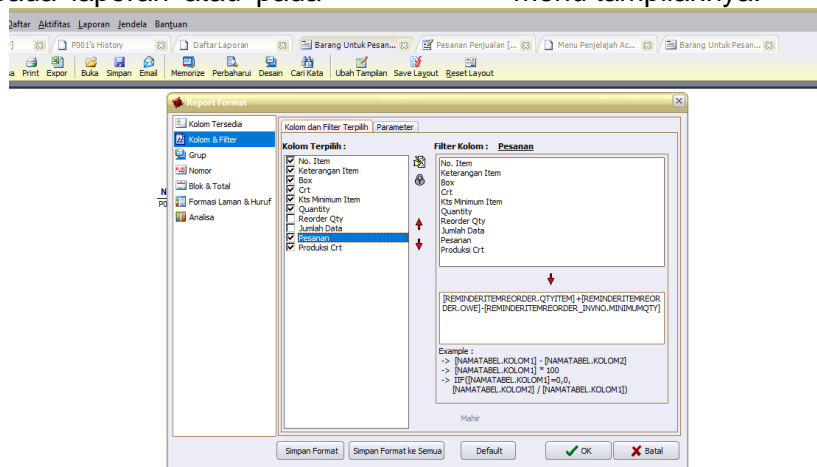 atau pada
menu tampilannya.
Daftar Aktifitas Laporan Jendela Bantuan
P001's History
Daftar Laporan
Barang Untuk Pesan...
Pesanan Penjualan [...
Menu Penjelajah Ac...
Barang Untuk Pesan...
Print Expor Buka Simpan Email Memorize Perbaharui Desain Cari Kata Ubah Tampilan Save Layout Reset Layout
Report Format
Kolom Tersedia
Kolom & Filter
Grup
Nomor
Blok & Total
Formasi Laman & Huruf
Analisa
Kolom dan Filter Terpilih Parameter
Kolom Terpilih :
No. Item
Keterangan Item
Box
Crt
Kts Minimum Item
Quantity
Reorder Qty
Jumlah Data
Pesanan
Produksi Crt
Filter Kolom : Pesanan
No. Item
Keterangan Item
Box
Crt
Kts Minimum Item
Quantity
Reorder Qty
Jumlah Data
Pesanan
Produksi Crt
[REMINDERITEMREORDER.QTYITEM]+[REMINDERITEMREOR
DER.OWE]-[REMINDERITEMREORDER_INVNO.MINIMUMQTY]
Example :
-> [NAMATABEL.KOLOM1] - [NAMATABEL.KOLOM2]
-> [NAMATABEL.KOLOM1] * 100
-> IIF([NAMATABEL.KOLOM1]=0,0,
[NAMATABEL.KOLOM2] / [NAMATABEL.KOLOM1])
Mahir
Simpan Format
Simpan Format ke Semua
Default
OK
Batal